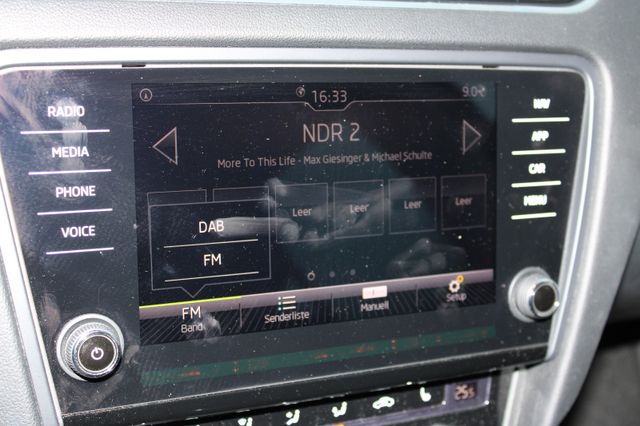 16:33
9.0°C
RADIO
MEDIA
PHONE
VOICE
NDR 2
More To This Life - Max Giesinger & Michael Schulte
Leer
Leer
Leer
Leer
DAB
FM
FM
Band
Senderliste
Manuell
Setup
NAV
APP
CAR
MENU